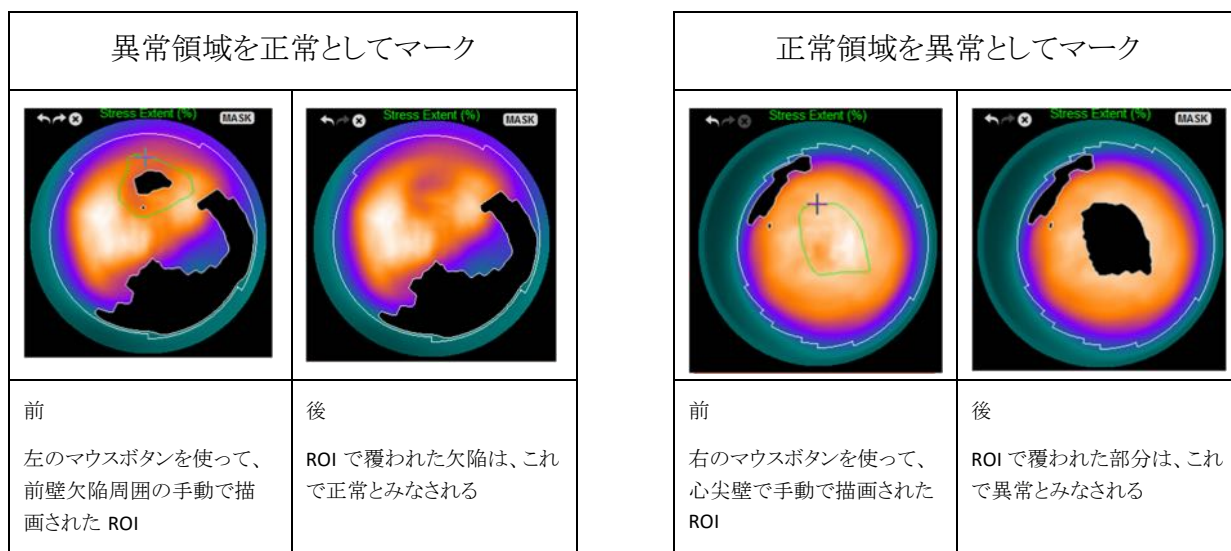 異常領域を正常としてマーク
Stress Extent (%)
MASK
Stress Extent (%)
MASK
前
左のマウスボタンを使って、
前壁欠陥周囲の手動で描
画された ROI
後
ROI で覆われた欠陥は、これ
で正常とみなされる
正常領域を異常としてマーク
Stress Extent (%)
Stress Extent (%)
MASK
前
右のマウスボタンを使って、
心尖壁で手動で描画された
ROI
後
ROI で覆われた部分は、これ
で異常とみなされる